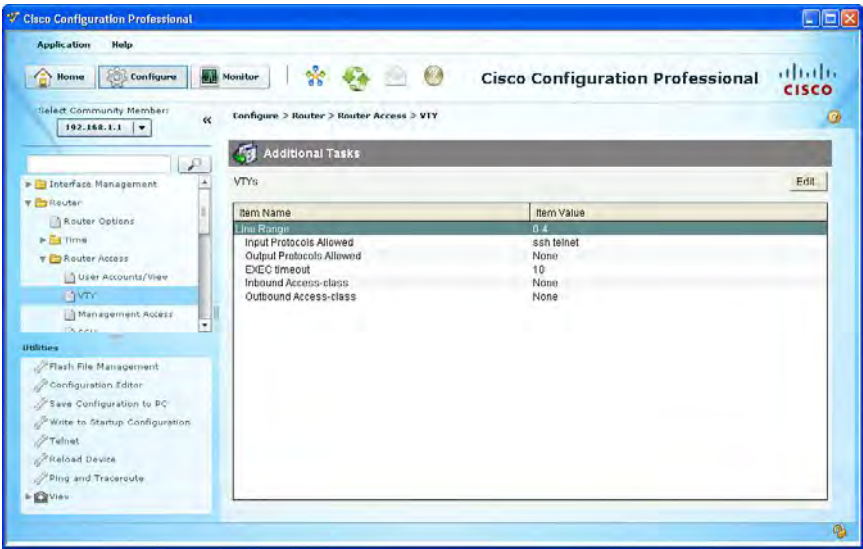 Cisco Configuration Professional
Application Help
Home Configure Monitor Cisco Configuration Professional
CISCO
Select Community Member:
192.168.1.1
«
Configure > Router > Router Access > VTY
Additional Tasks
VTYs Edit
Interface Management
Router
Router Options
Time
Router Access
User Accounts/View
VTY
Management Access
Item Name Item Value
Line Range 0-4
Input Protocols Allowed ssh telnet
Output Protocols Allowed None
EXEC timeout 10
Inbound Access-class None
Outbound Access-class None
Utilities
Flash File Management
Configuration Editor
Save Configuration to PC
Write to Startup Configuration
Telnet
Reload Device
Ping and Traceroute
View